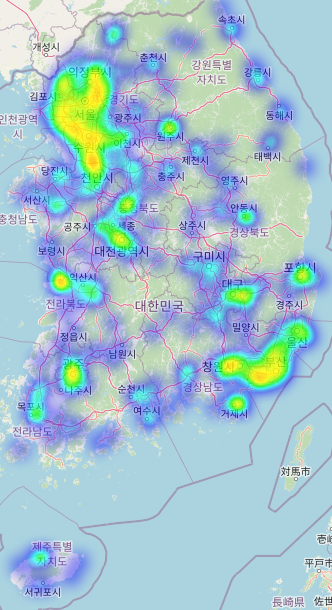 속초시
개성시
춘천시
강원특별
자치도
의정부시
강릉시
김포시
경기도
서울
광주시
동해시
인천광역
시
수원시
이천시
원주시
태백시
제천시
당진시
천안시
충주시
영주시
서산시
안동시
충청남도
세종
공주시
상주시
경상북도
보령시
대전광역시
구미시
포항시
익산시
대구
전라북도
대한민국
경주시
정읍시
밀양시
울산
남원시
광주
창원시
부산
나주시
순천시
경상남도
목포시
여수시
거제시
전라남도
対馬市
제주특별
자치도
서귀포시
平戸市
長崎県